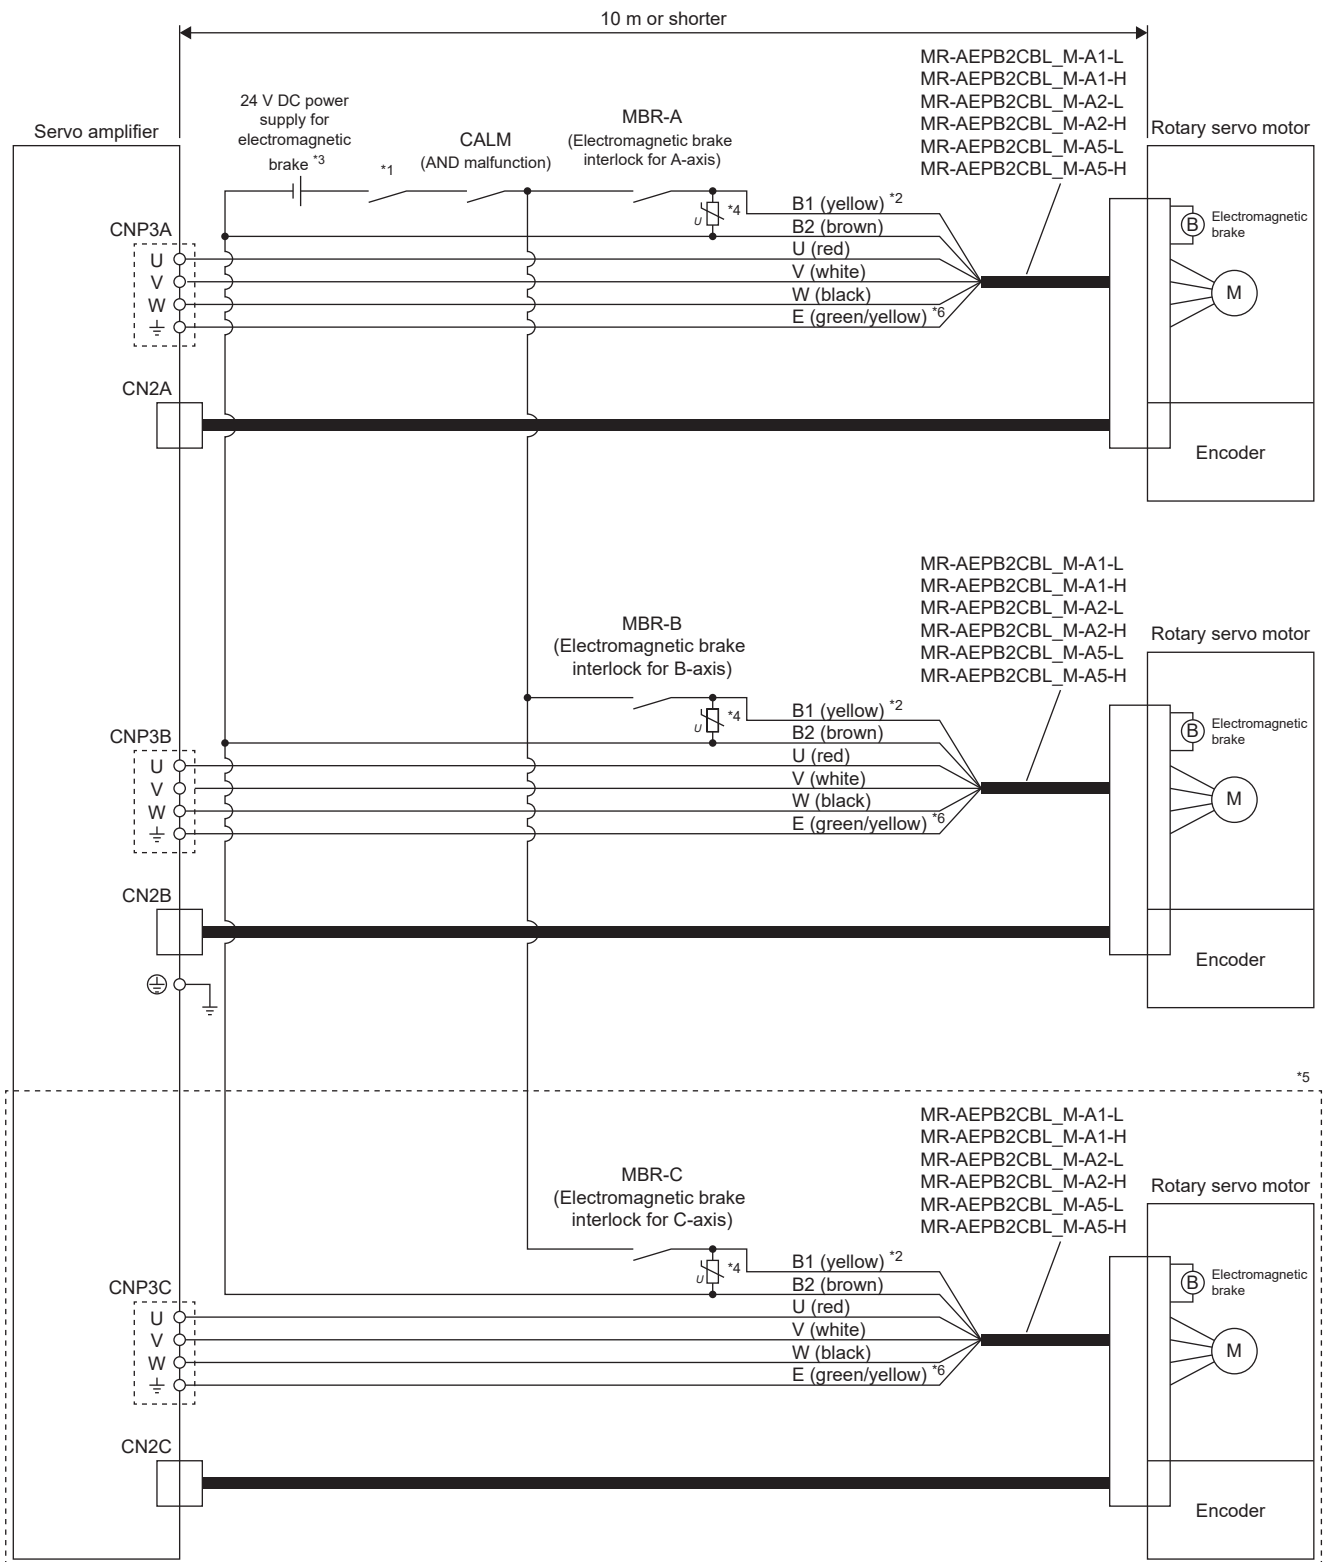 10 m or shorter
MR-AEPB2CBL_M-A1-L
MR-AEPB2CBL_M-A1-H
MR-AEPB2CBL_M-A2-L
MR-AEPB2CBL_M-A2-H
MR-AEPB2CBL_M-A5-L
MR-AEPB2CBL_M-A5-H
24 V DC power
supply for
electromagnetic
brake *3
Servo amplifier
*1
CALM
(AND malfunction)
MBR-A
(Electromagnetic brake
interlock for A-axis)
Rotary servo motor
U
*4
B1 (yellow) *2
B2 (brown)
U (red)
V (white)
W (black)
E (green/yellow) *6
B
Electromagnetic
brake
M
CNP3A
U
V
W
CN2A
Encoder
MR-AEPB2CBL_M-A1-L
MR-AEPB2CBL_M-A1-H
MR-AEPB2CBL_M-A2-L
MR-AEPB2CBL_M-A2-H
MR-AEPB2CBL_M-A5-L
MR-AEPB2CBL_M-A5-H
MBR-B
(Electromagnetic brake
interlock for B-axis)
Rotary servo motor
U
*4
B1 (yellow) *2
B2 (brown)
U (red)
V (white)
W (black)
E (green/yellow) *6
B
Electromagnetic
brake
M
CNP3B
U
V
W
CN2B
Encoder
*5
MR-AEPB2CBL_M-A1-L
MR-AEPB2CBL_M-A1-H
MR-AEPB2CBL_M-A2-L
MR-AEPB2CBL_M-A2-H
MR-AEPB2CBL_M-A5-L
MR-AEPB2CBL_M-A5-H
MBR-C
(Electromagnetic brake
interlock for C-axis)
Rotary servo motor
U
*4
B1 (yellow) *2
B2 (brown)
U (red)
V (white)
W (black)
E (green/yellow) *6
B
Electromagnetic
brake
M
CNP3C
U
V
W
CN2C
Encoder